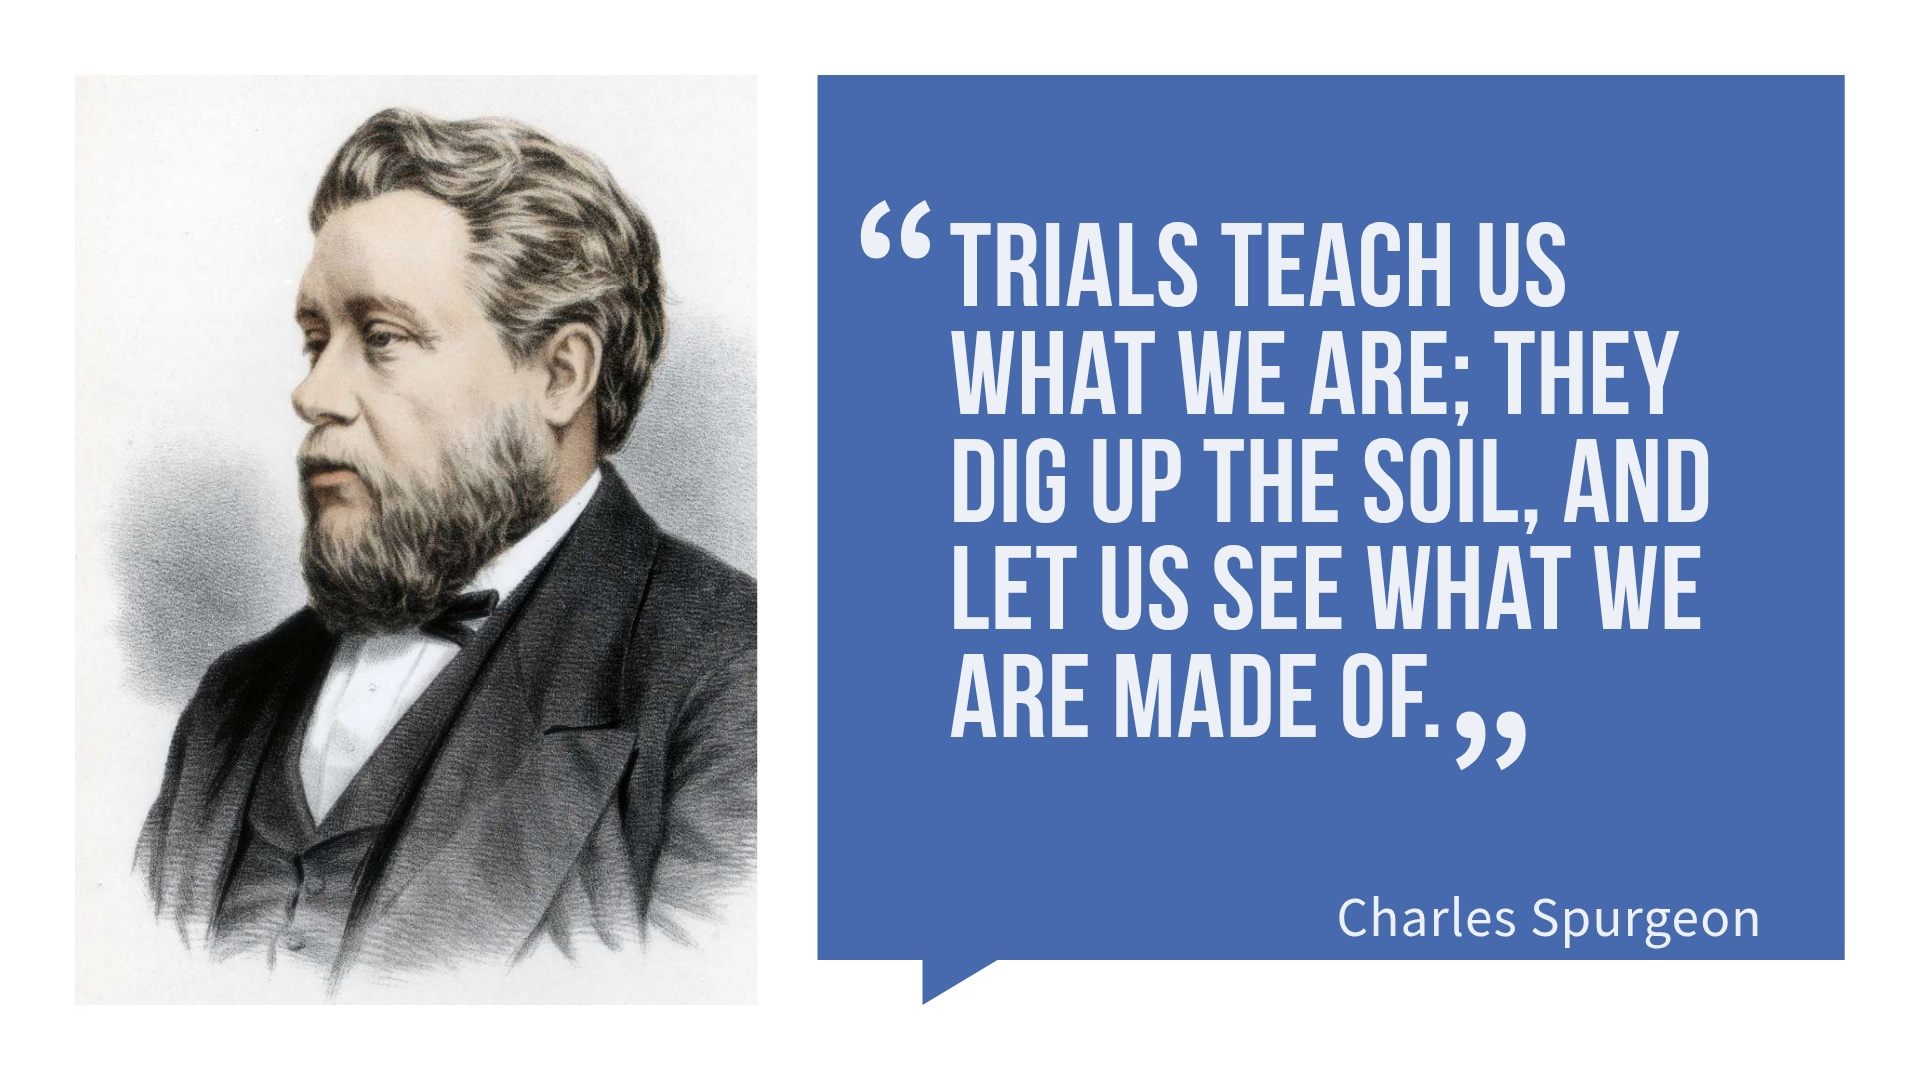 “TRIALS TEACH US
WHAT WE ARE; THEY
DIG UP THE SOIL, AND
LET US SEE WHAT WE
ARE MADE OF.”
Charles Spurgeon